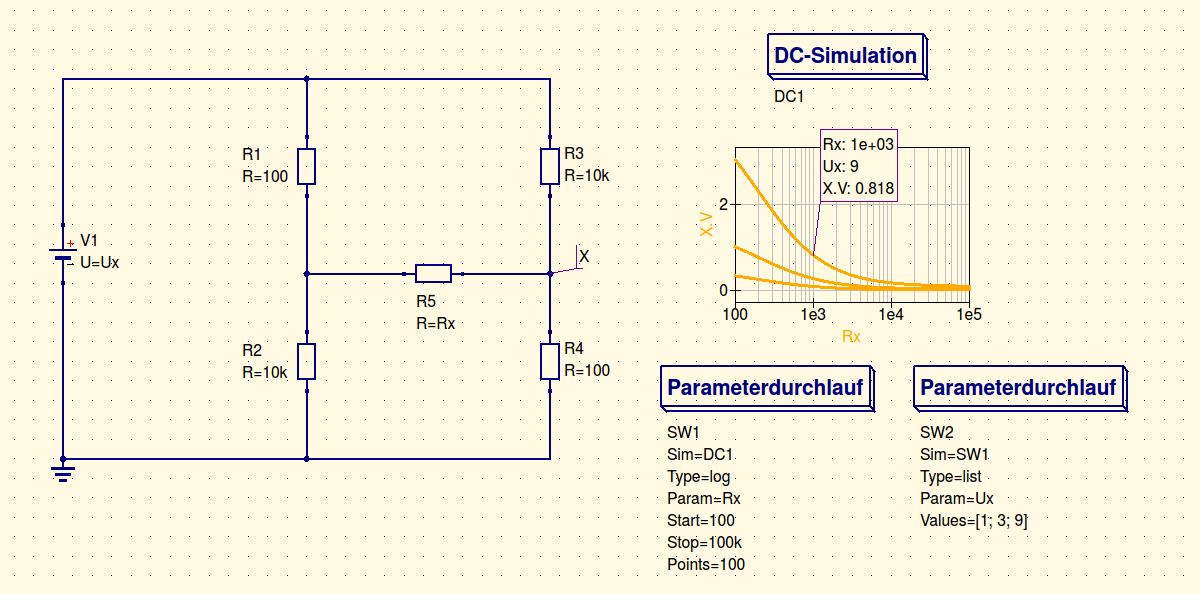 DC-Simulation
DC1
R1
R=100
R3
R=10k
V1
U=Ux
X
R5
R=Rx
R2
R=10k
R4
R=100
Rx: 1e+03
Ux: 9
X.V: 0.818
X.V
2
0
100
1e3
1e4
1e5
Rx
Parameterdurchlauf
SW1
Sim=DC1
Type=log
Param=Rx
Start=100
Stop=100k
Points=100
Parameterdurchlauf
SW2
Sim=SW1
Type=list
Param=Ux
Values=[1; 3; 9]